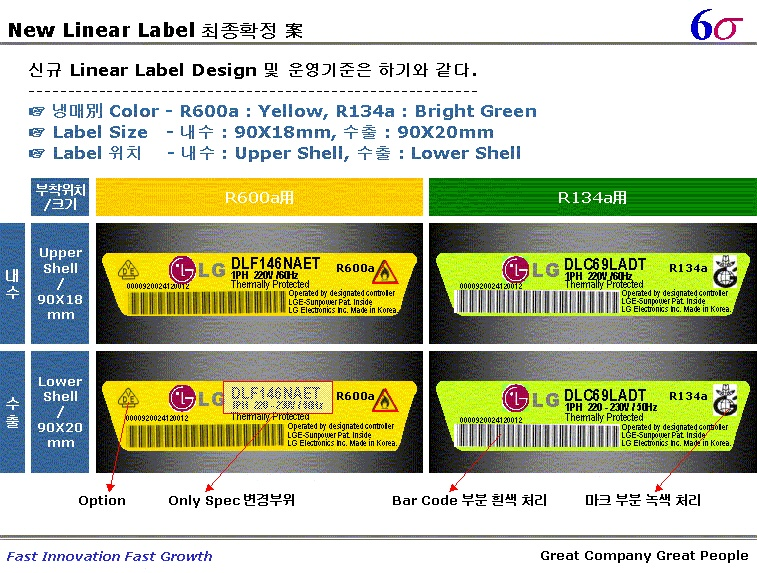 New Linear Label 최종확정 案
6σ
신규 Linear Label Design 및 운영기준은 하기와 같다.
--------------------------------------------------------
☞ 냉매別 Color - R600a : Yellow, R134a : Bright Green
☞ Label Size - 내수 : 90X18mm, 수출 : 90X20mm
☞ Label 위치 - 내수 : Upper Shell, 수출 : Lower Shell
부착위치
/크기
R600a用
R134a用
내
수
Upper
Shell
/
90X18
mm
LG
DLF146NAET
1PH 220V /60Hz
Thermally Protected
R600a
0000920024120012
Operated by designated controller
LGE-Sunpower Pat. Inside
LG Electronics Inc. Made in Korea.
LG
DLC69LADT
1PH 220V /60Hz
Thermally Protected
R134a
0000920024120012
Operated by designated controller
LGE-Sunpower Pat. Inside
LG Electronics Inc. Made in Korea.
수
출
Lower
Shell
/
90X20
mm
LG
DLF146NAET
1PH 220 - 230V / 60Hz
Thermally Protected
R600a
0000920024120012
Operated by designated controller
LGE-Sunpower Pat. Inside
LG Electronics Inc. Made in Korea.
LG
DLC69LADT
1PH 220 - 230V / 50Hz
Thermally Protected
R134a
0000920024120012
Operated by designated controller
LGE-Sunpower Pat. Inside
LG Electronics Inc. Made in Korea.
Option
Only Spec 변경부위
Bar Code 부분 흰색 처리
마크 부분 녹색 처리
Fast Innovation Fast Growth
Great Company Great People